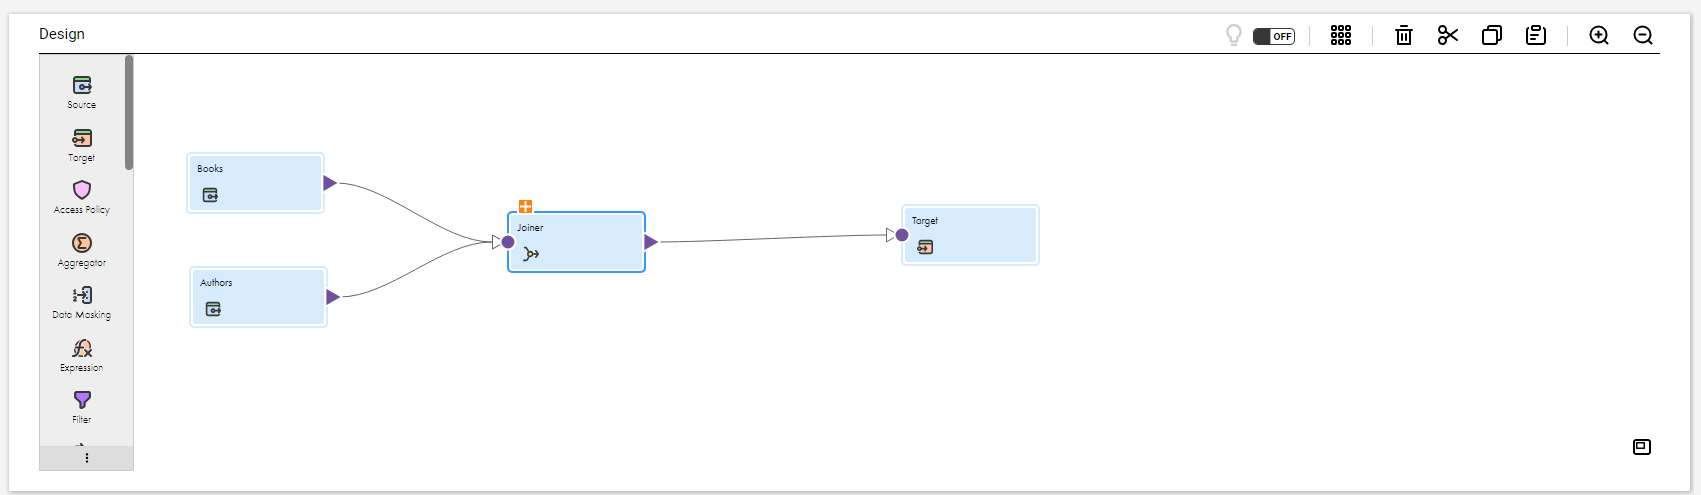 Design
OFF
Source
Target
Access Policy
Aggregator
Data Masking
Expression
Filter
Books
Authors
Joiner
Target